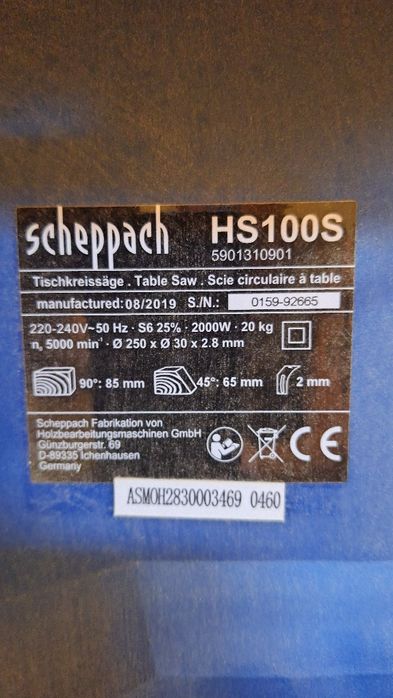 scheppach HS100S
5901310901
Tischkreissäge . Table Saw . Scie circulaire à table
manufactured: 08/2019 S./N.: 0159-92665
220-240V~50 Hz · S6 25% · 2000W · 20 kg
n₀ 5000 min⁻¹ · Ø 250 x Ø 30 x 2.8 mm
90°: 85 mm 45°: 65 mm 2 mm
Scheppach Fabrikation von
Holzbearbeitungsmaschinen GmbH
Günzburgerstr. 69
D-89335 Ichenhausen
Germany
CE
ASMOH2830003469 0460